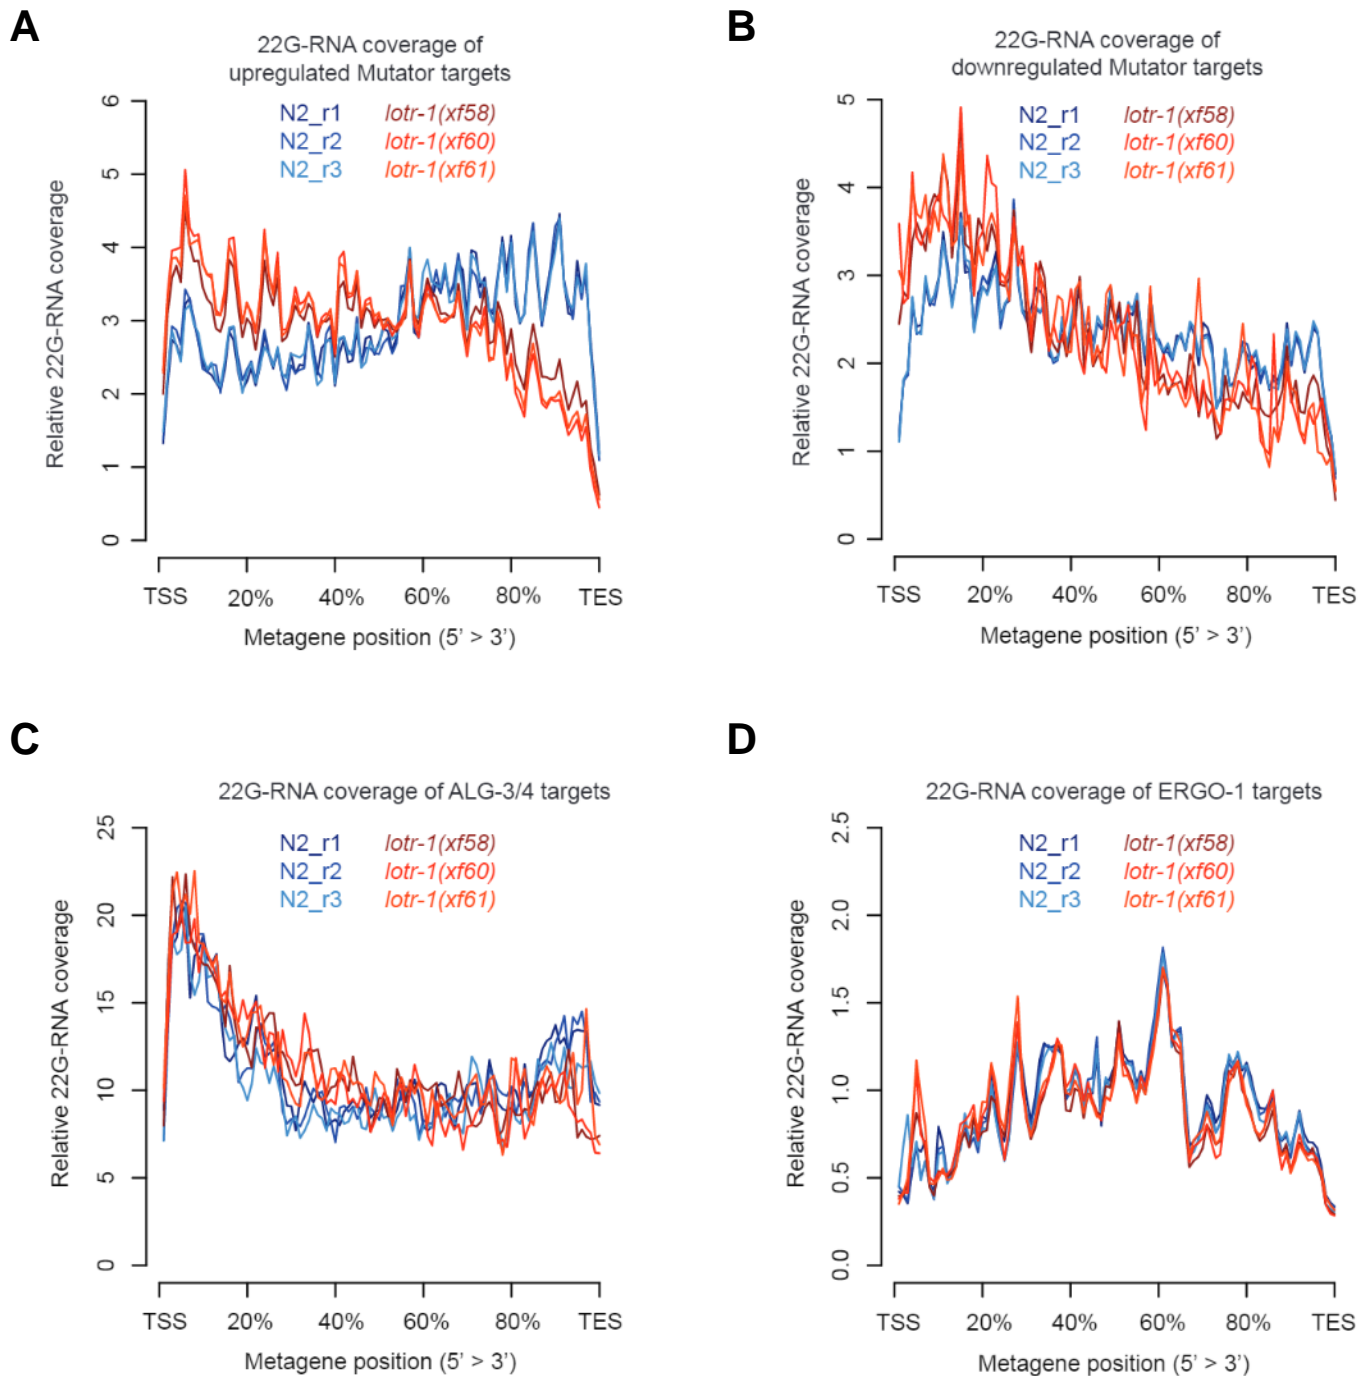 A
22G-RNA coverage of
upregulated Mutator targets
N2_r1 lotr-1(xf58)
N2_r2 lotr-1(xf60)
N2_r3 lotr-1(xf61)
Relative 22G-RNA coverage
6
5
4
3
2
1
0
TSS 20% 40% 60% 80% TES
Metagene position (5' > 3')
B
22G-RNA coverage of
downregulated Mutator targets
N2_r1 lotr-1(xf58)
N2_r2 lotr-1(xf60)
N2_r3 lotr-1(xf61)
Relative 22G-RNA coverage
5
4
3
2
1
0
TSS 20% 40% 60% 80% TES
Metagene position (5' > 3')
C
22G-RNA coverage of ALG-3/4 targets
N2_r1 lotr-1(xf58)
N2_r2 lotr-1(xf60)
N2_r3 lotr-1(xf61)
Relative 22G-RNA coverage
25
20
15
10
5
0
TSS 20% 40% 60% 80% TES
Metagene position (5' > 3')
D
22G-RNA coverage of ERGO-1 targets
N2_r1 lotr-1(xf58)
N2_r2 lotr-1(xf60)
N2_r3 lotr-1(xf61)
Relative 22G-RNA coverage
2.5
2.0
1.5
1.0
0.5
0.0
TSS 20% 40% 60% 80% TES
Metagene position (5' > 3')